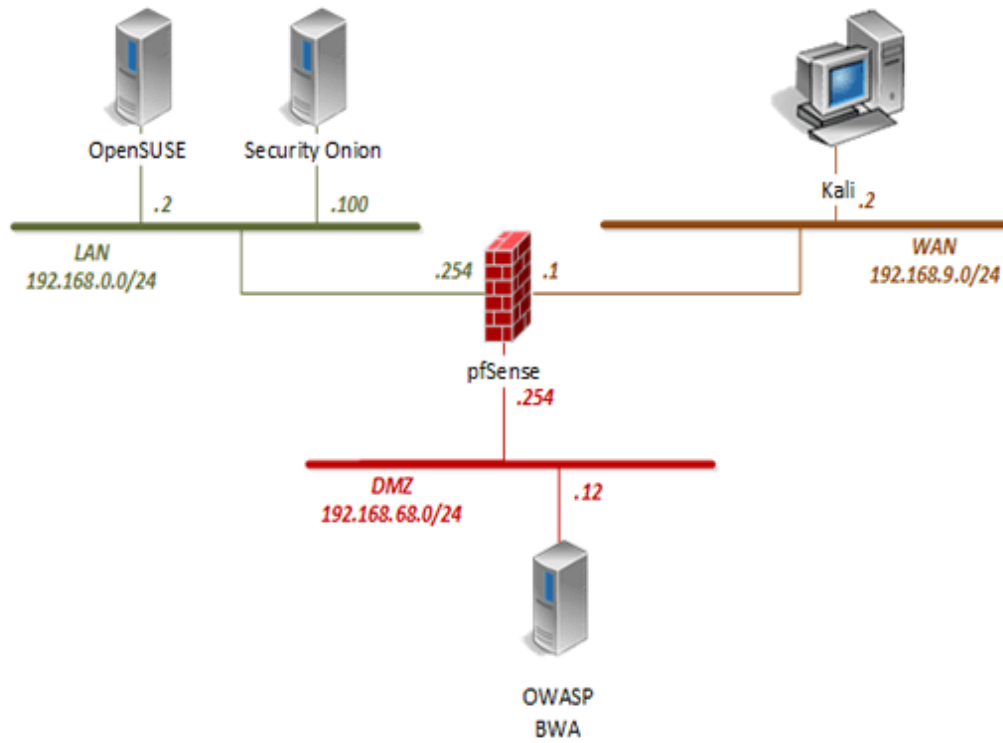 OpenSUSE
Security Onion
Kali
.2
.100
.2
LAN
192.168.0.0/24
WAN
192.168.9.0/24
.254
.1
pfSense
.254
DMZ
192.168.68.0/24
.12
OWASP
BWA